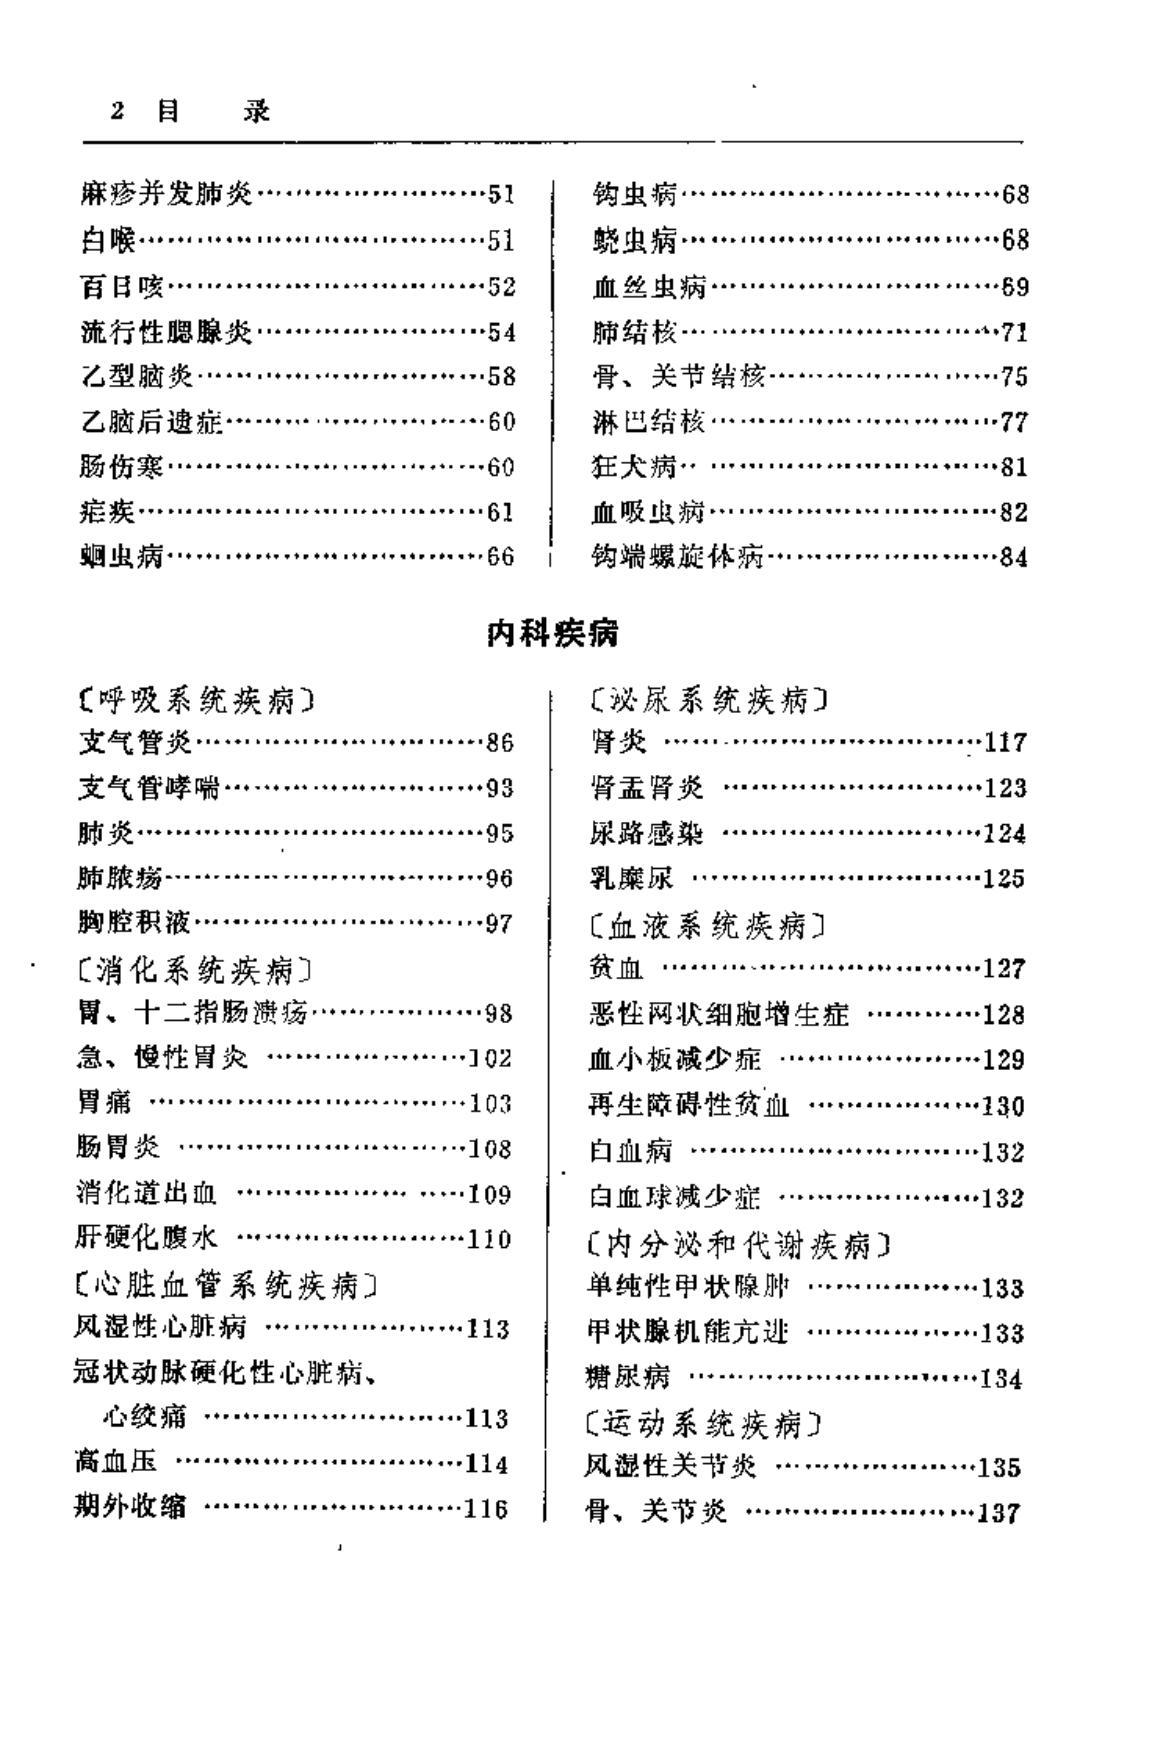 2 目 录
麻疹并发肺炎……………………51
白喉……………………………51
百日咳…………………………52
流行性腮腺炎……………………54
乙型脑炎…………………………58
乙脑后遗症………………………60
肠伤寒……………………………60
疟疾………………………………61
蛔虫病……………………………66
钩虫病……………………………68
蛲虫病……………………………68
血丝虫病…………………………69
肺结核……………………………71
骨、关节结核……………………75
淋巴结核…………………………77
狂犬病……………………………81
血吸虫病…………………………82
钩端螺旋体病……………………84
内科疾病
〔呼吸系统疾病〕
支气管炎…………………………86
支气管哮喘………………………93
肺炎………………………………95
肺脓疡……………………………96
胸腔积液…………………………97
〔消化系统疾病〕
胃、十二指肠溃疡………………98
急、慢性胃炎 …………………102
胃痛 ……………………………103
肠胃炎 …………………………108
消化道出血 ……………………109
肝硬化腹水 ……………………110
〔心脏血管系统疾病〕
风湿性心脏病 …………………113
冠状动脉硬化性心脏病、
心绞痛 …………………………113
高血压 …………………………114
期外收缩 ………………………116
〔泌尿系统疾病〕
肾炎 ……………………………117
肾盂肾炎 ………………………123
尿路感染 ………………………124
乳糜尿 …………………………125
〔血液系统疾病〕
贫血 ……………………………127
恶性网状细胞增生症 …………128
血小板减少症 …………………129
再生障碍性贫血 ………………130
白血病 …………………………132
白血球减少症 …………………132
〔内分泌和代谢疾病〕
单纯性甲状腺肿 ………………133
甲状腺机能亢进 ………………133
糖尿病 …………………………134
〔运动系统疾病〕
风湿性关节炎 …………………135
骨、关节炎 ……………………137